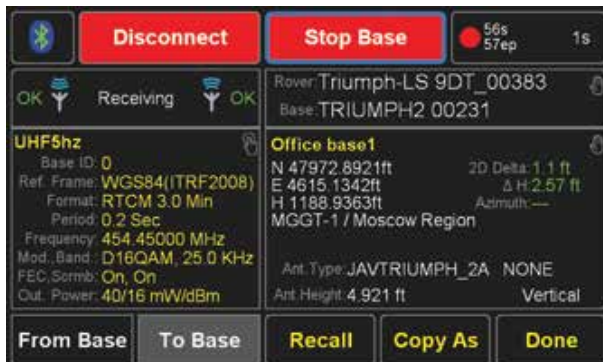 Disconnect
Stop Base
56s
57ep
1s
OK Receiving OK
Rover: Triumph-LS 9DT_00383
Base: TRIUMPH2 00231
UHF5hz
Base ID: 0
Ref. Frame: WGS84(ITRF2008)
Format: RTCM 3.0 Min
Period: 0.2 Sec
Frequency: 454.45000 MHz
Mod.,Band: D16QAM, 25.0 KHz
FEC,Scrmb: On, On
Out. Power: 40/16 mW/dBm
Office base1
N 47972.8921ft 2D Delta: 1.1 ft
E 4615.1342ft Δ H: 2.57 ft
H 1188.9363ft Azimuth: ---
MGGT-1 / Moscow Region
Ant.Type: JAVTRIUMPH_2A NONE
Ant.Height: 4.921 ft Vertical
From Base
To Base
Recall
Copy As
Done